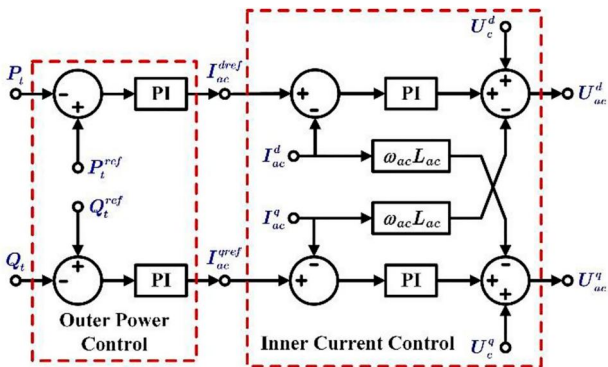 U_c^d
P_t
I_ac^dref
- + PI
+ - PI + + -
U_ac^d
P_t^ref
I_ac^d
ω_ac L_ac
Q_t^ref
I_ac^q
ω_ac L_ac
Q_t
I_ac^qref
- + PI
+ - PI + - +
U_ac^q
Outer Power
Control
Inner Current Control
U_c^q